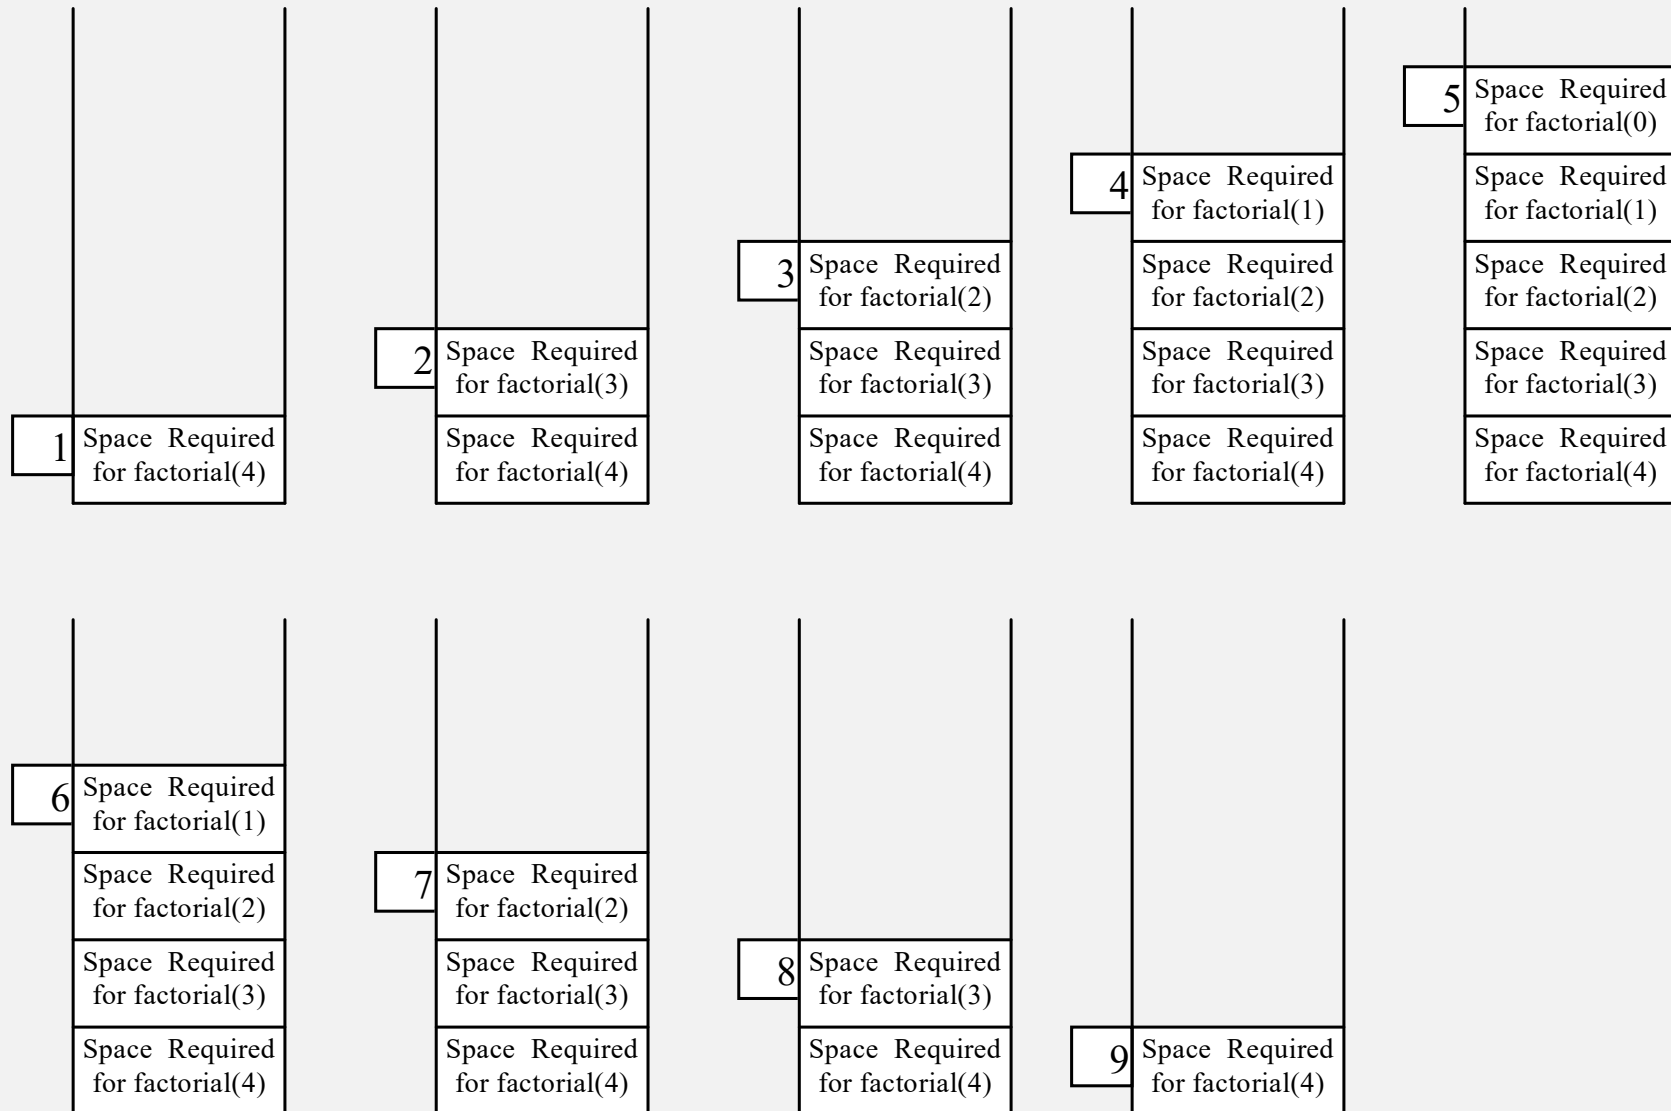 1
Space Required
for factorial(4)
2
Space Required
for factorial(3)
Space Required
for factorial(4)
3
Space Required
for factorial(2)
Space Required
for factorial(3)
Space Required
for factorial(4)
4
Space Required
for factorial(1)
Space Required
for factorial(2)
Space Required
for factorial(3)
Space Required
for factorial(4)
5
Space Required
for factorial(0)
Space Required
for factorial(1)
Space Required
for factorial(2)
Space Required
for factorial(3)
Space Required
for factorial(4)
6
Space Required
for factorial(1)
Space Required
for factorial(2)
Space Required
for factorial(3)
Space Required
for factorial(4)
7
Space Required
for factorial(2)
Space Required
for factorial(3)
Space Required
for factorial(4)
8
Space Required
for factorial(3)
Space Required
for factorial(4)
9
Space Required
for factorial(4)